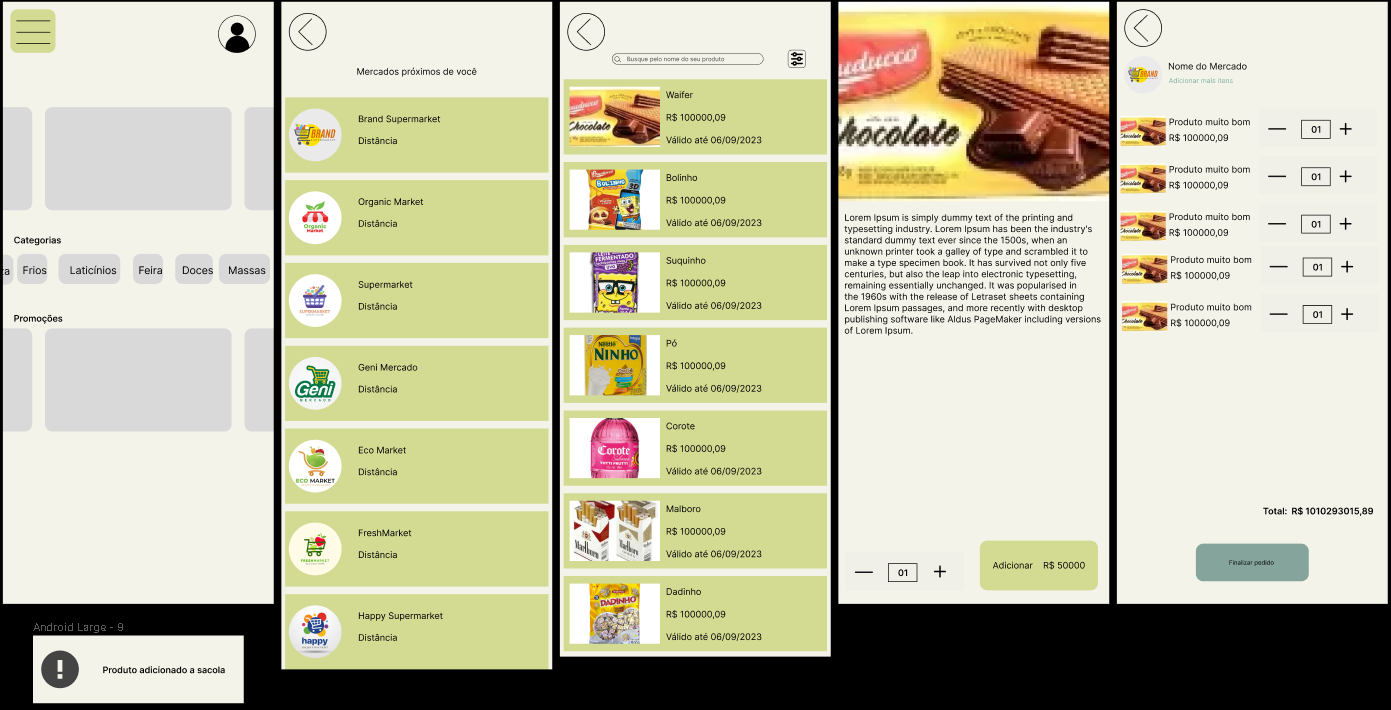 Categorias
Frios
Laticínios
Feira
Doces
Massas
Promoções
Android Large - 9
Produto adicionado a sacola
Mercados próximos de você
BRAND
Brand Supermarket
Distância
Organic
Market
Organic Market
Distância
SUPERMARKET
Supermarket
Distância
Geni
MERCADO
Geni Mercado
Distância
ECO MARKET
Eco Market
Distância
FRESHMARKET
FreshMarket
Distância
happy
Happy Supermarket
Distância
Busque pelo nome do seu produto
Chocolate
Waifer
R$ 100000,09
Válido até 06/09/2023
BOLINHO
3D
Bolinho
R$ 100000,09
Válido até 06/09/2023
FERMENTADO
Suquinho
R$ 100000,09
Válido até 06/09/2023
Nestlé
NINHO
Pó
R$ 100000,09
Válido até 06/09/2023
Corote
TUTTI FRUTTI
Corote
R$ 100000,09
Válido até 06/09/2023
Marlboro
Marlboro
Malboro
R$ 100000,09
Válido até 06/09/2023
DADINHO
Dadinho
R$ 100000,09
Válido até 06/09/2023
uducco
hocolate
Lorem Ipsum is simply dummy text of the printing and
typesetting industry. Lorem Ipsum has been the industry's
standard dummy text ever since the 1500s, when an
unknown printer took a galley of type and scrambled it to
make a type specimen book. It has survived not only five
centuries, but also the leap into electronic typesetting,
remaining essentially unchanged. It was popularised in
the 1960s with the release of Letraset sheets containing
Lorem Ipsum passages, and more recently with desktop
publishing software like Aldus PageMaker including versions
of Lorem Ipsum.
01
Adicionar R$ 50000
BRAND
Nome do Mercado
Adicionar mais itens
Produto muito bom
R$ 100000,09
01
Produto muito bom
R$ 100000,09
01
Produto muito bom
R$ 100000,09
01
Produto muito bom
R$ 100000,09
01
Produto muito bom
R$ 100000,09
01
Total: R$ 1010293015,89
Finalizar pedido